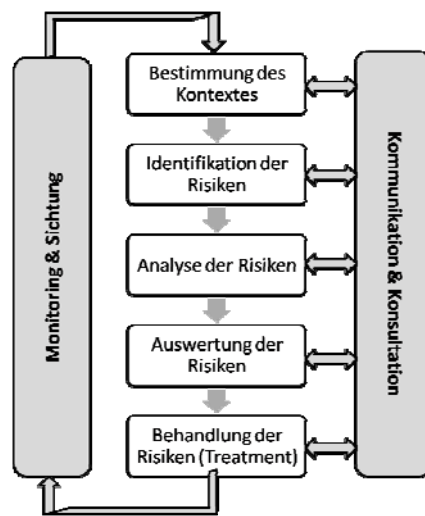 Bestimmung des
Kontextes
Identifikation der
Risiken
Analyse der Risiken
Auswertung der
Risiken
Behandlung der
Risiken (Treatment)
Monitoring & Sichtung
Kommunikation & Konsultation